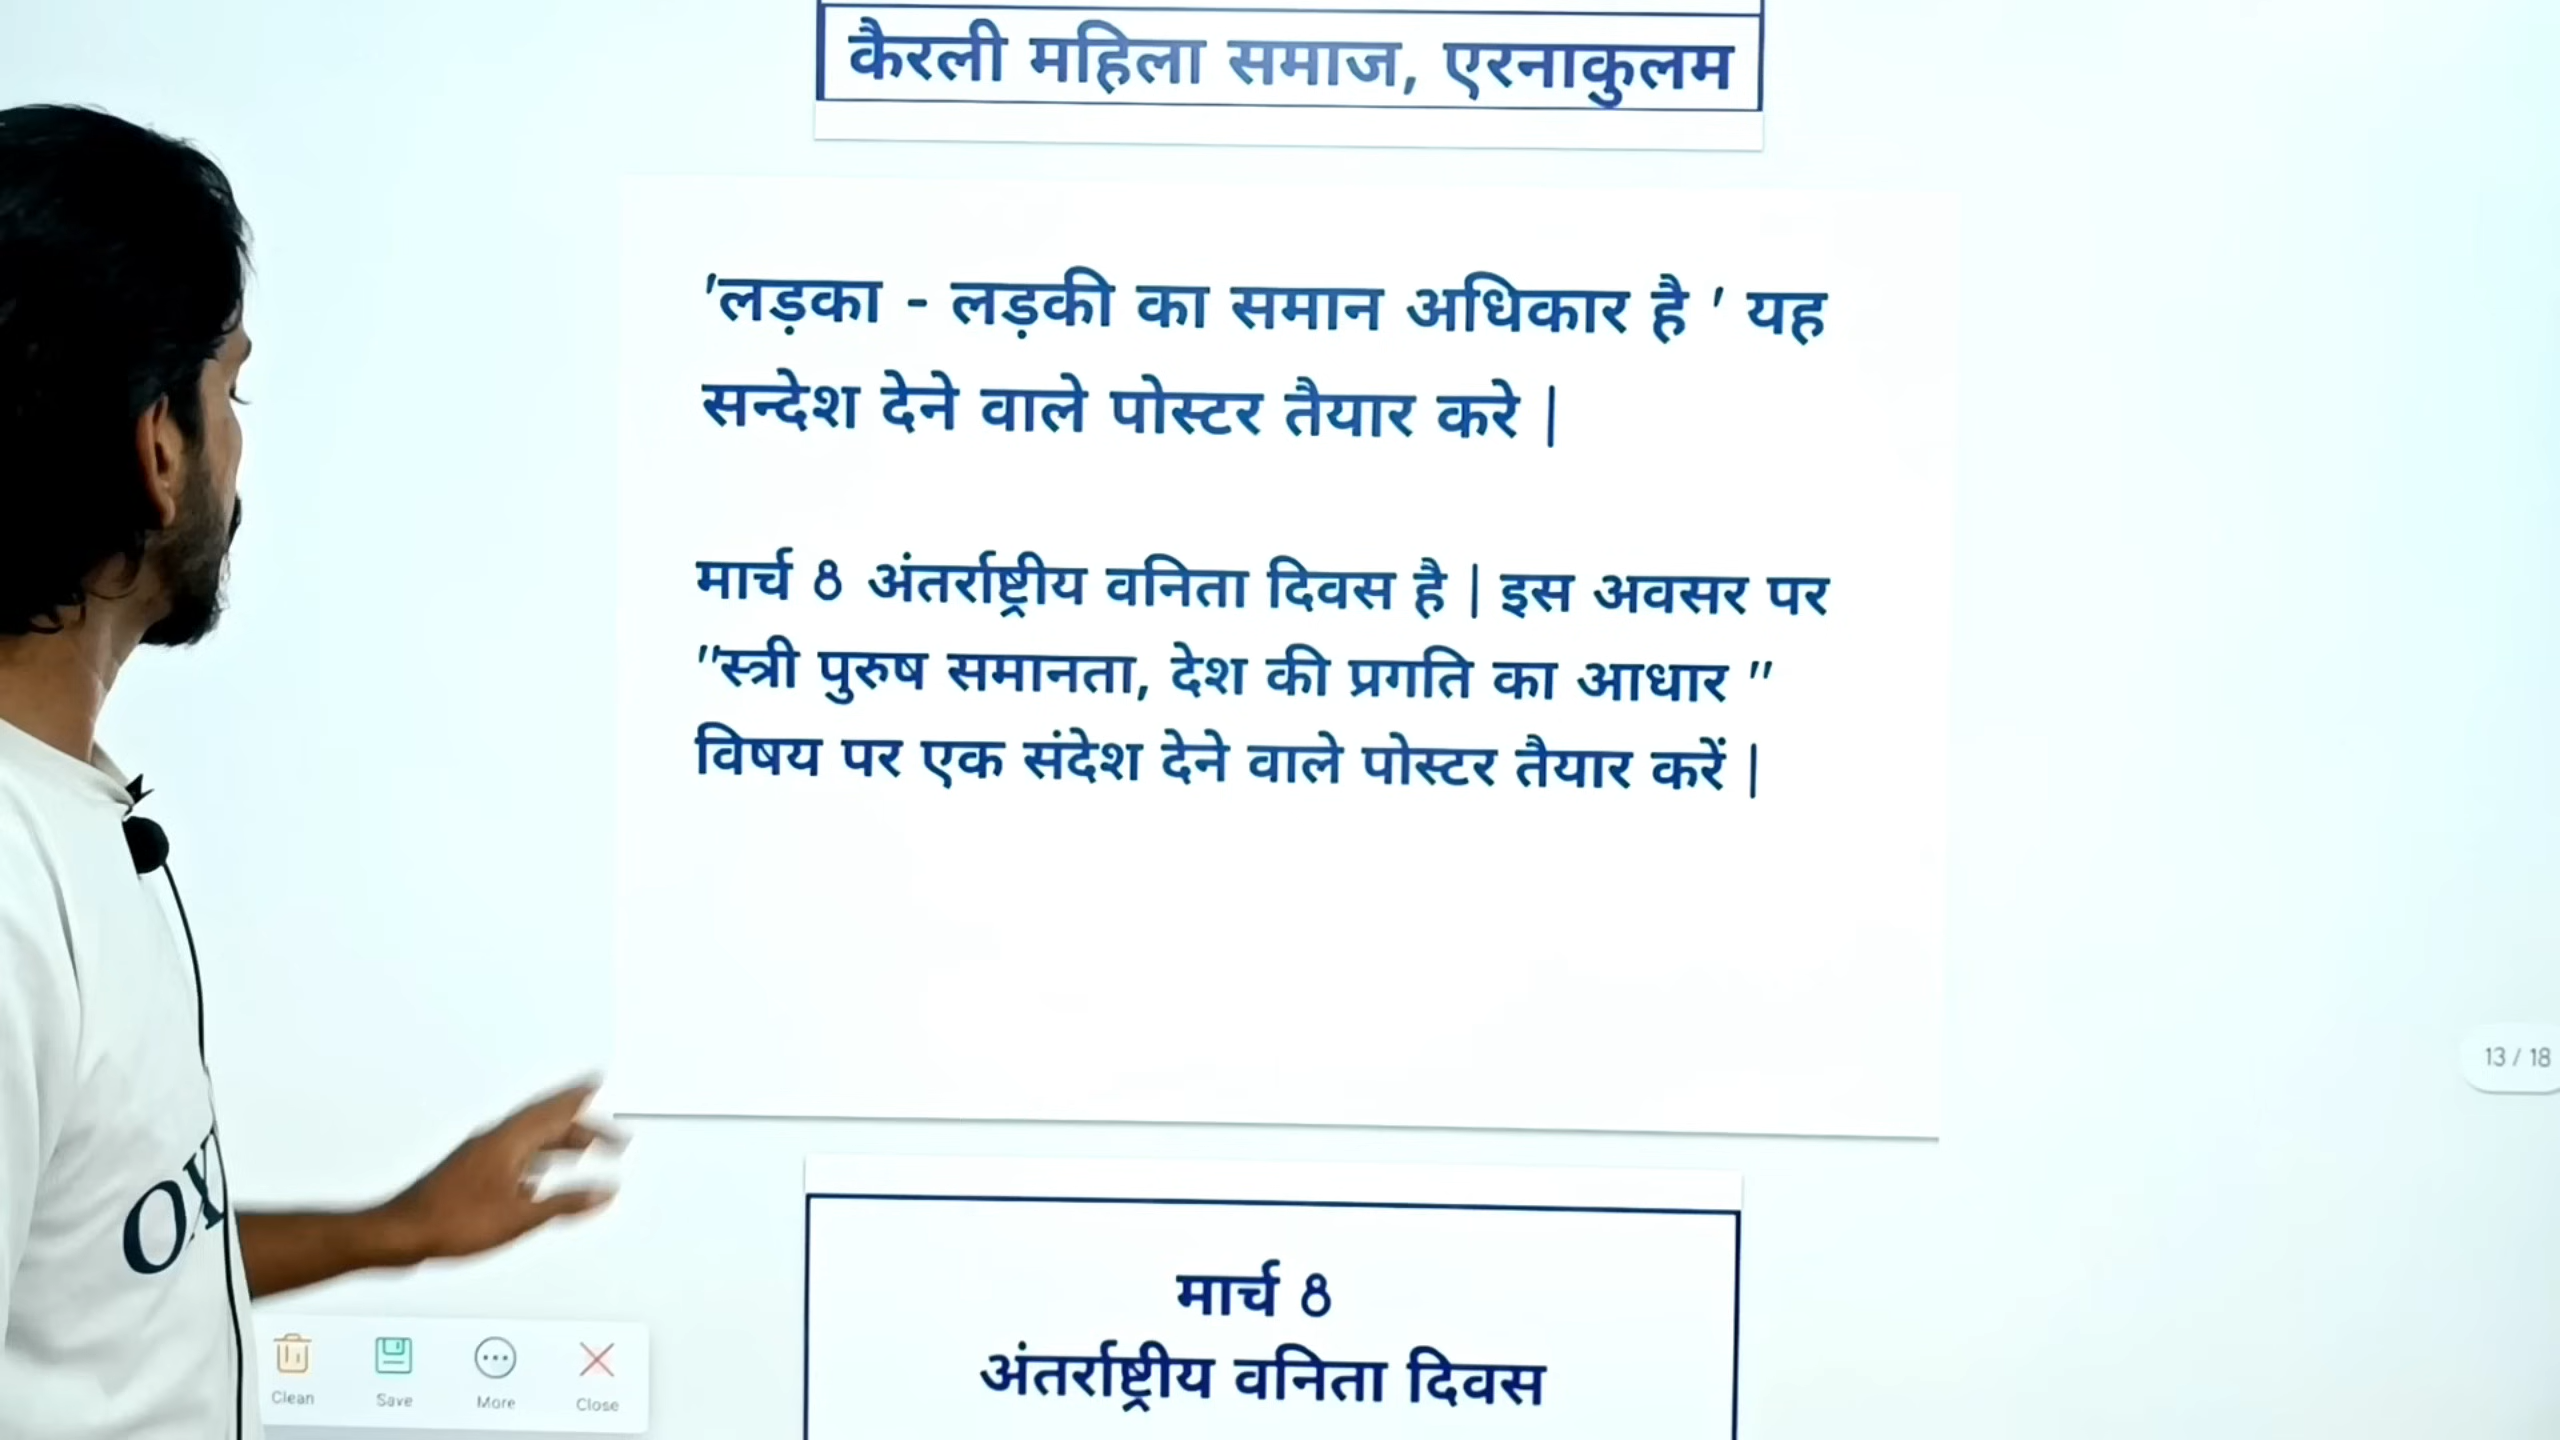 कैरली महिला समाज, एरनाकुलम
'लड़का - लड़की का समान अधिकार है ' यह
सन्देश देने वाले पोस्टर तैयार करे |
मार्च 8 अंतर्राष्ट्रीय वनिता दिवस है | इस अवसर पर
"स्त्री पुरुष समानता, देश की प्रगति का आधार "
विषय पर एक संदेश देने वाले पोस्टर तैयार करें |
13 / 18
मार्च 8
अंतर्राष्ट्रीय वनिता दिवस
Clean Save More Close